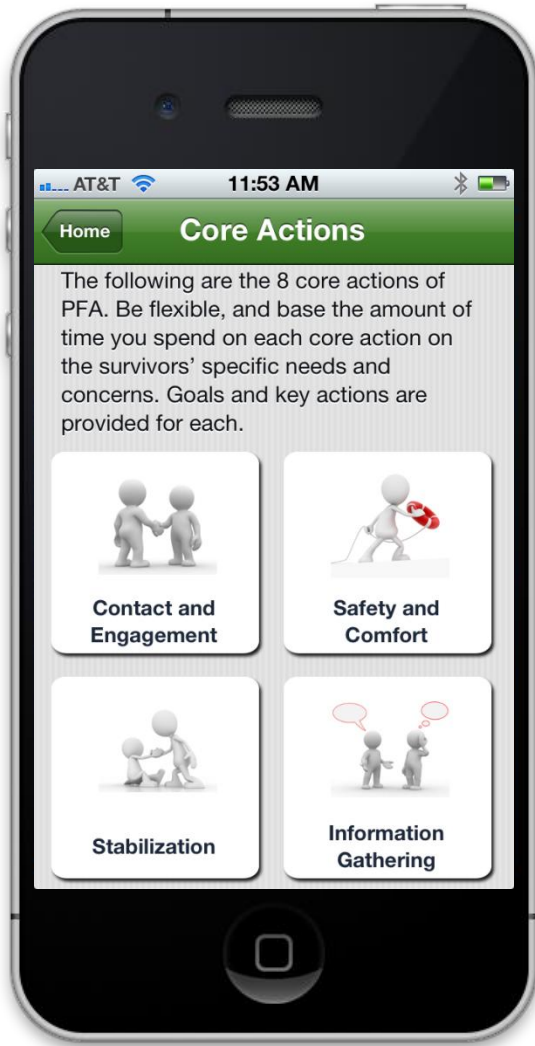 AT&T 11:53 AM
Home Core Actions
The following are the 8 core actions of
PFA. Be flexible, and base the amount of
time you spend on each core action on
the survivors’ specific needs and
concerns. Goals and key actions are
provided for each.
Contact and
Engagement
Safety and
Comfort
Stabilization
Information
Gathering